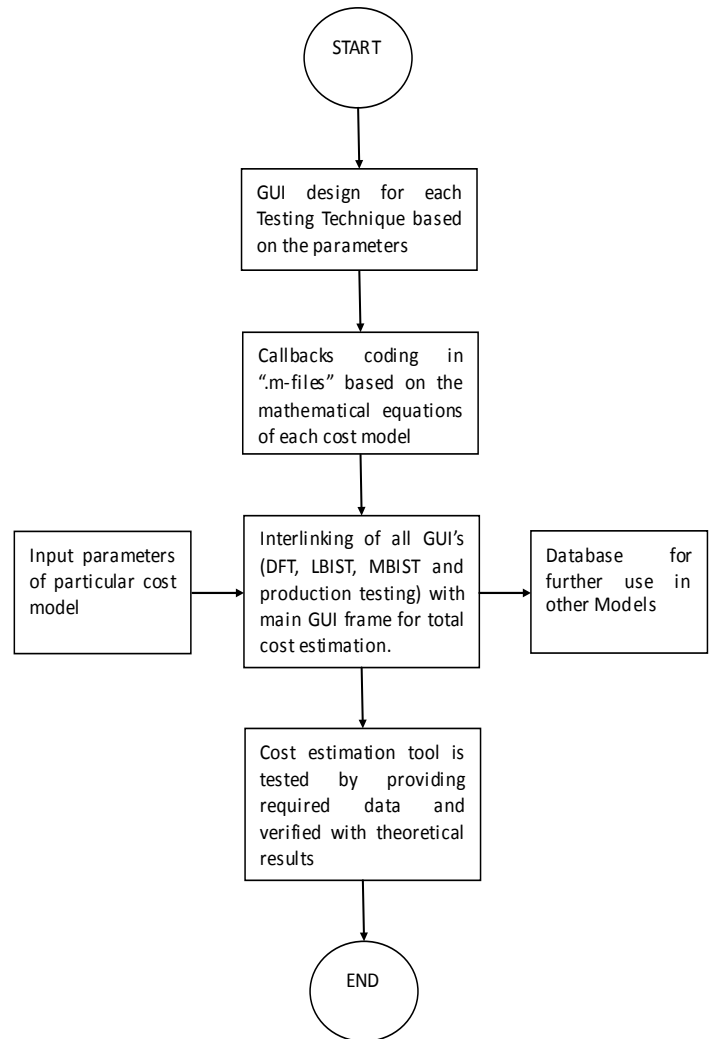 START
GUI design for each
Testing Technique based
on the parameters
Callbacks coding in
“.m-files” based on the
mathematical equations
of each cost model
Input parameters
of particular cost
model
Interlinking of all GUI’s
(DFT, LBIST, MBIST and
production testing) with
main GUI frame for total
cost estimation.
Database for
further use in
other Models
Cost estimation tool is
tested by providing
required data and
verified with theoretical
results
END